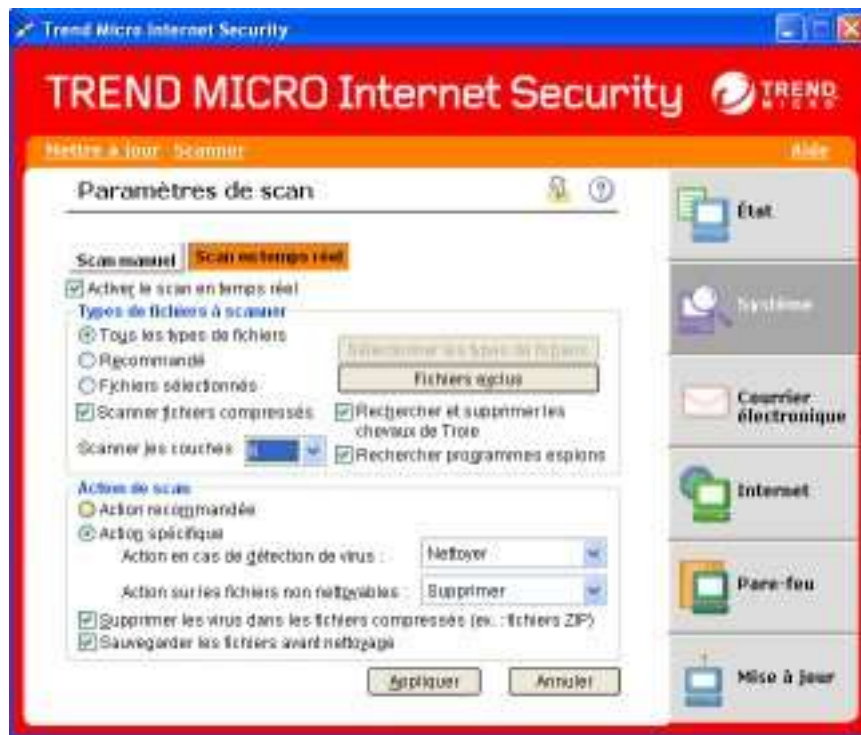 Trend Micro Internet Security
TREND MICRO Internet Security
TREND MICRO
Mettre à jour Scanner
Aide
Paramètres de scan
Scan manuel
Scan en temps réel
Activer le scan en temps réel
Types de fichiers à scanner
Tous les types de fichiers
Recommandé
Sélectionner les types de fichiers
Fichiers sélectionnés
Fichiers exclus
Scanner fichiers compressés
Rechercher et supprimer les
chevaux de Troie
Scanner les couches
Rechercher programmes espions
Action de scan
Action recommandée
Action spécifique
Action en cas de détection de virus :
Nettoyer
Action sur les fichiers non nettoyables :
Supprimer
Supprimer les virus dans les fichiers compressés (ex. : fichiers ZIP)
Sauvegarder les fichiers avant nettoyage
Appliquer
Annuler
État
Système
Courrier
électronique
Internet
Pare-feu
Mise à jour